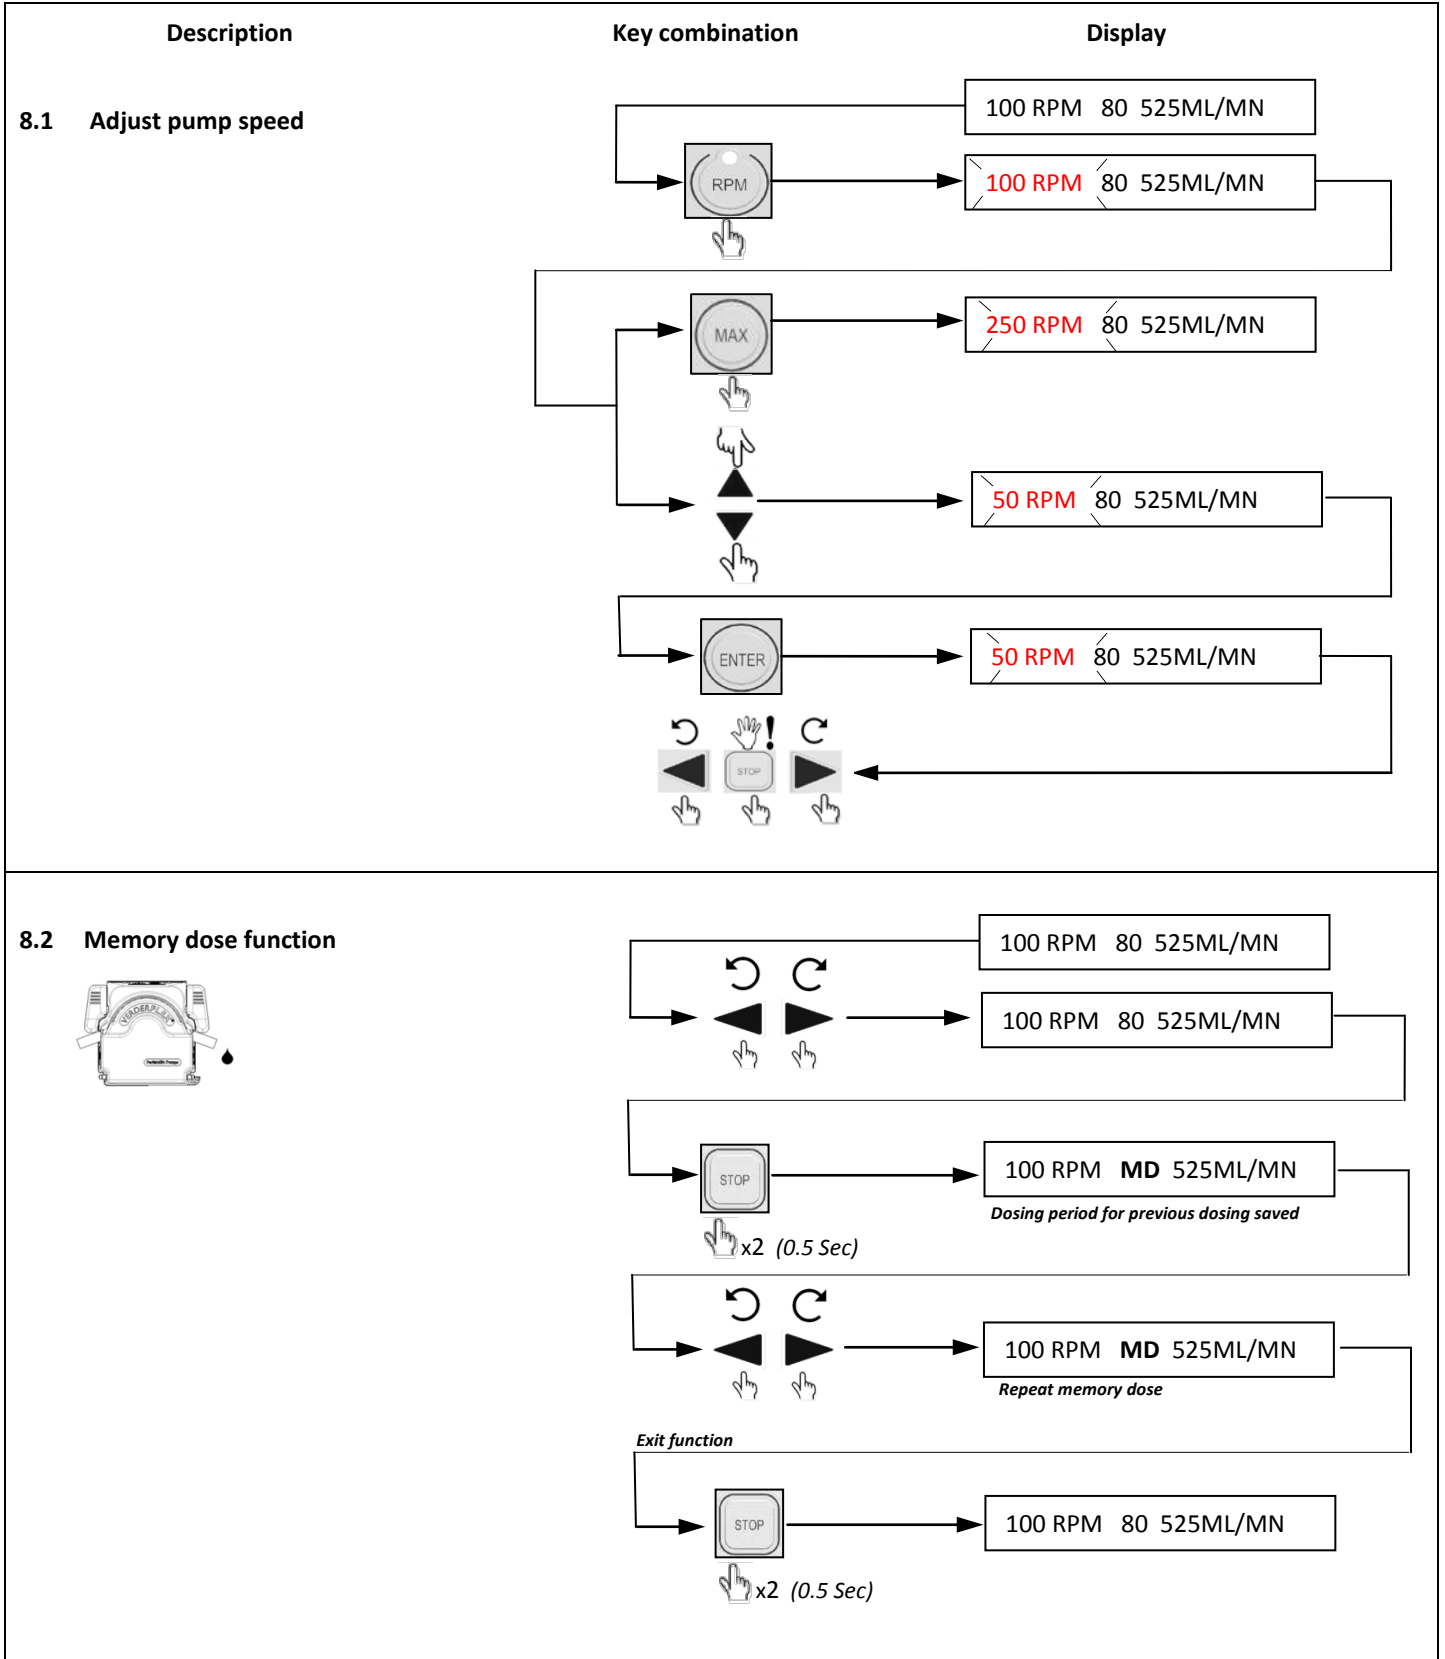 Description Key combination Display
8.1 Adjust pump speed
100 RPM 80 525ML/MN
RPM
100 RPM 80 525ML/MN
MAX
250 RPM 80 525ML/MN
50 RPM 80 525ML/MN
ENTER
50 RPM 80 525ML/MN
!
STOP
8.2 Memory dose function
100 RPM 80 525ML/MN
VERDERFLEX
100 RPM 80 525ML/MN
STOP
100 RPM MD 525ML/MN
Dosing period for previous dosing saved
x2 (0.5 Sec)
100 RPM MD 525ML/MN
Repeat memory dose
Exit function
STOP
100 RPM 80 525ML/MN
x2 (0.5 Sec)